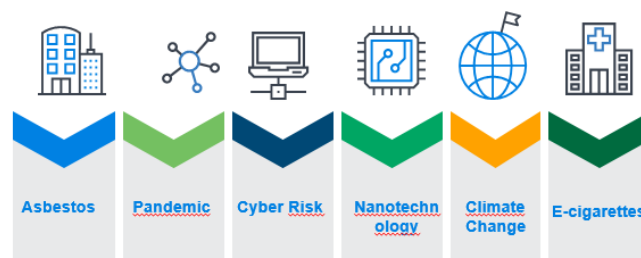 Asbestos
Pandemic
Cyber Risk
Nanotechn
ology
Climate
Change
E-cigarettes